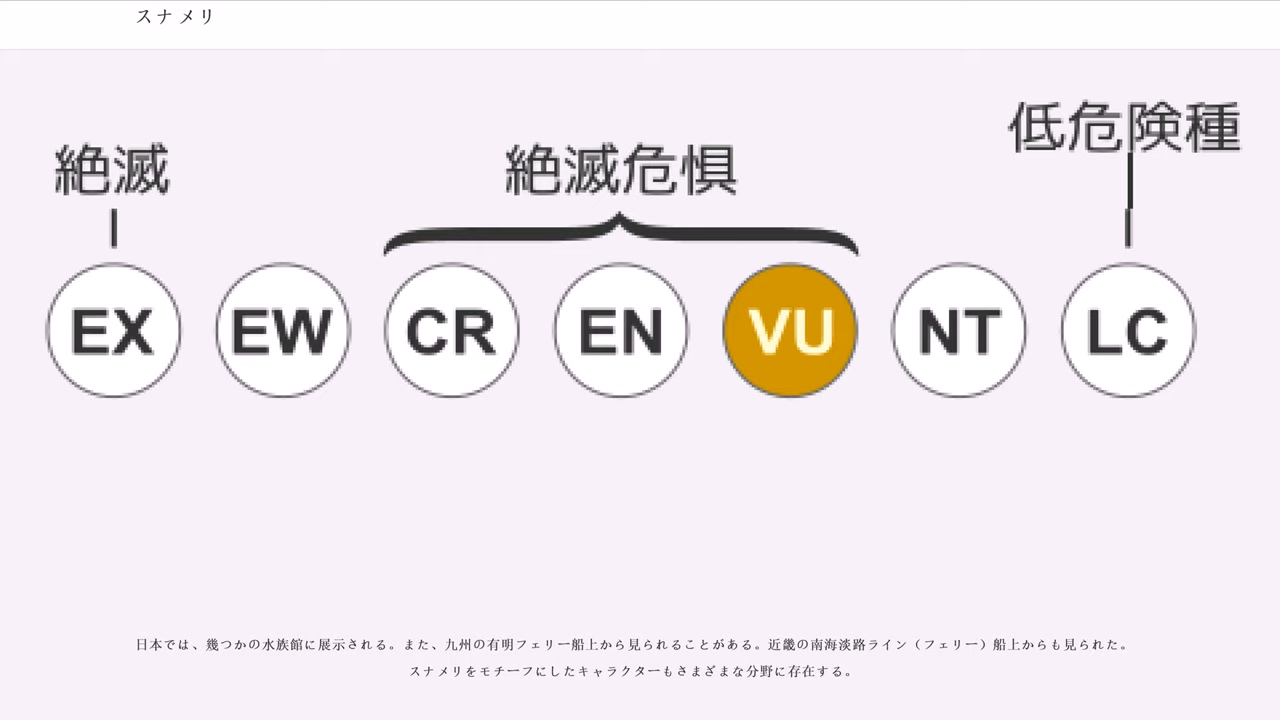 スナメリ
低危険種
絶滅
絶滅危惧
EX EW CR EN VU NT LC
日本では、幾つかの水族館に展示される。また、九州の有明フェリー船上から見られることがある。近畿の南海淡路ライン（フェリー）船上からも見られた。
スナメリをモチーフにしたキャラクターもさまざまな分野に存在する。